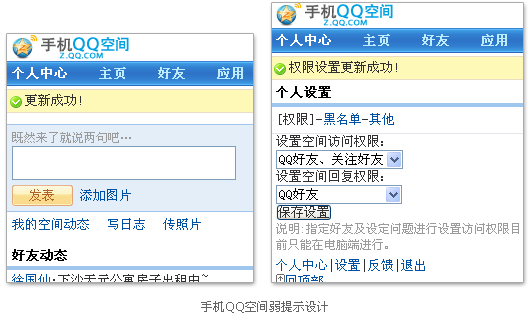 手机QQ空间
Z.QQ.COM
个人中心 主页 好友 应用
更新成功！
既然来了就说两句吧…
发表 添加图片
我的空间动态 写日志 传照片
好友动态
徐国仙:下沙天元公寓房子出租中~
手机QQ空间
Z.QQ.COM
个人中心 主页 好友 应用
权限设置更新成功！
个人设置
[权限]-黑名单-其他
设置空间访问权限：
QQ好友、关注好友
设置空间回复权限：
QQ好友
保存设置
说明:指定好友及设定问题进行设置访问权限目
前只能在电脑端进行。
个人中心|设置|反馈|退出
回顶部
手机QQ空间弱提示设计